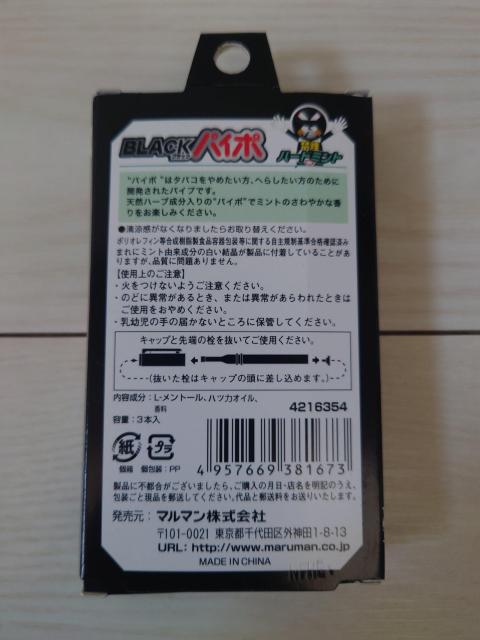 BLACKパイポ
禁煙
ハードミント
"パイポ"はタバコをやめたい方、へらしたい方のために
開発されたパイプです。
天然ハーブ成分入りの"パイポ"でミントのさわやかな香
りをお楽しみください。
●清涼感がなくなりましたらお取り替えください。
ポリオレフィン等合成樹脂製食品容器包装等に関する自主規制基準合格確認済み
まれにミント由来成分の白い結晶が製品に付着していることがあ
りますが、品質に問題ありません。
【使用上のご注意】
・火をつけないようご注意ください。
・のどに異常があるとき、または異常があらわれたときは
ご使用をおやめください。
・乳幼児の手の届かないところに保管してください。
キャップと先端の栓を抜いてご使用ください。
(抜いた栓はキャップの頭に差し込めます。)
内容成分：L-メントール、ハツカオイル、
香料
4216354
容量：3本入
紙
プラ
個箱 個包装：PP
4 957669 381673
製品に不都合がございましたら、ご購入の月日・店名を明記のうえ、
包装ごと現品を郵送してください。代品と郵送料をお送りいたします。
発売元：マルマン株式会社
〒101-0021 東京都千代田区外神田1-8-13
URL: http://www.maruman.co.jp
MADE IN CHINA